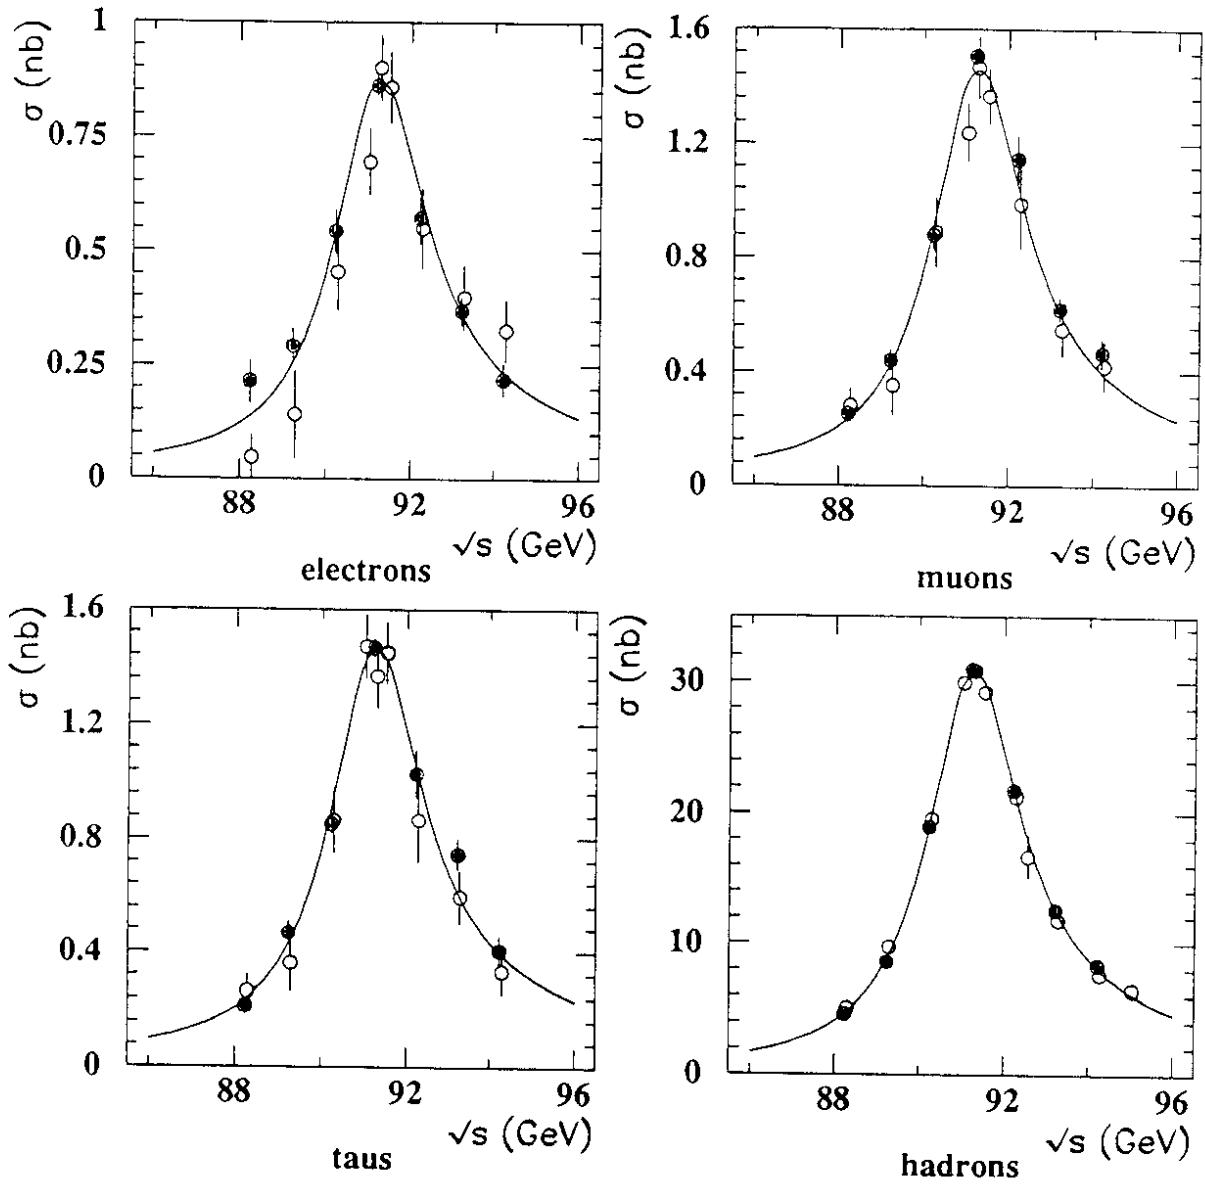 σ (nb)
1
0.75
0.5
0.25
0
88
92
96
√s (GeV)
electrons
σ (nb)
1.6
1.2
0.8
0.4
0
88
92
96
√s (GeV)
muons
σ (nb)
1.6
1.2
0.8
0.4
0
88
92
96
√s (GeV)
taus
σ (nb)
30
20
10
0
88
92
96
√s (GeV)
hadrons